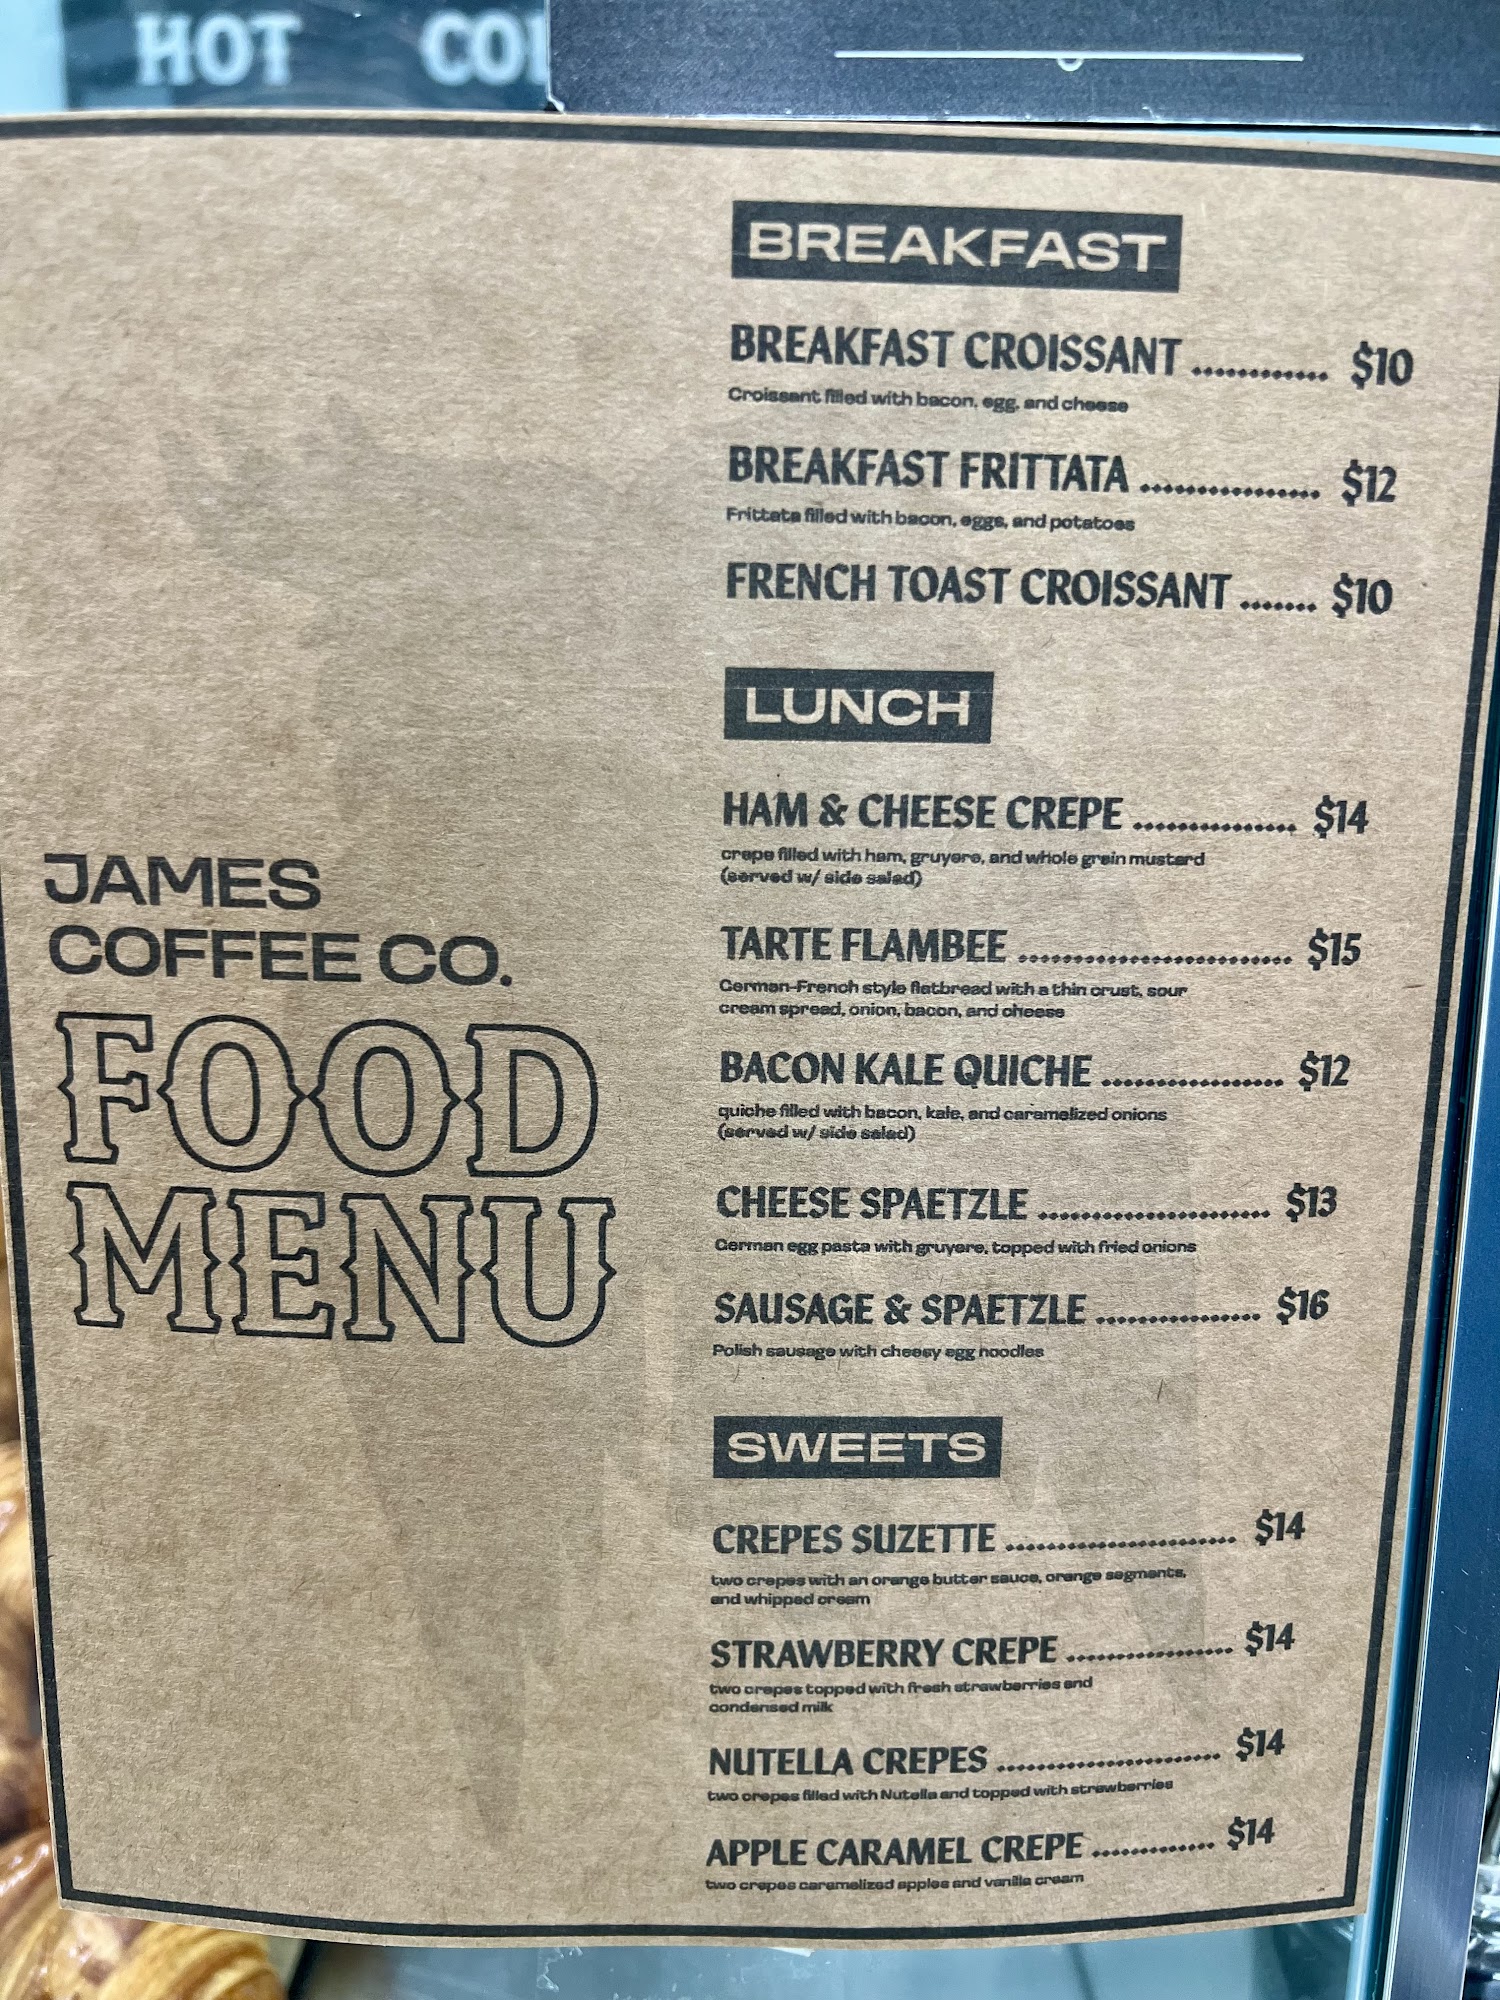 HOT
BREAKFAST
BREAKFAST CROISSANT ............. $10
Croissant filled with bacon, egg, and cheese
BREAKFAST FRITTATA ................. $12
Frittata filled with bacon, eggs, and potatoes
FRENCH TOAST CROISSANT ....... $10
LUNCH
HAM & CHEESE CREPE ................ $14
crepe filled with ham, gruyere, and whole grain mustard
(served w/ side salad)
TARTE FLAMBEE .......................... $15
German-French style flatbread with a thin crust, sour
cream spread, onion, bacon, and cheese
BACON KALE QUICHE .................. $12
quiche filled with bacon, kale, and caramelized onions
(served w/ side salad)
CHEESE SPAETZLE ....................... $13
German egg pasta with gruyere, topped with fried onions
SAUSAGE & SPAETZLE ................. $16
Polish sausage with cheesy egg noodles
SWEETS
CREPES SUZETTE ........................ $14
two crepes with an orange butter sauce, orange segments,
and whipped cream
STRAWBERRY CREPE ................. $14
two crepes topped with fresh strawberries and
condensed milk
NUTELLA CREPES ........................ $14
two crepes filled with Nutella and topped with strawberries
APPLE CARAMEL CREPE ............. $14
two crepes caramelized apples and vanilla cream
JAMES
COFFEE CO.
FOOD
MENU